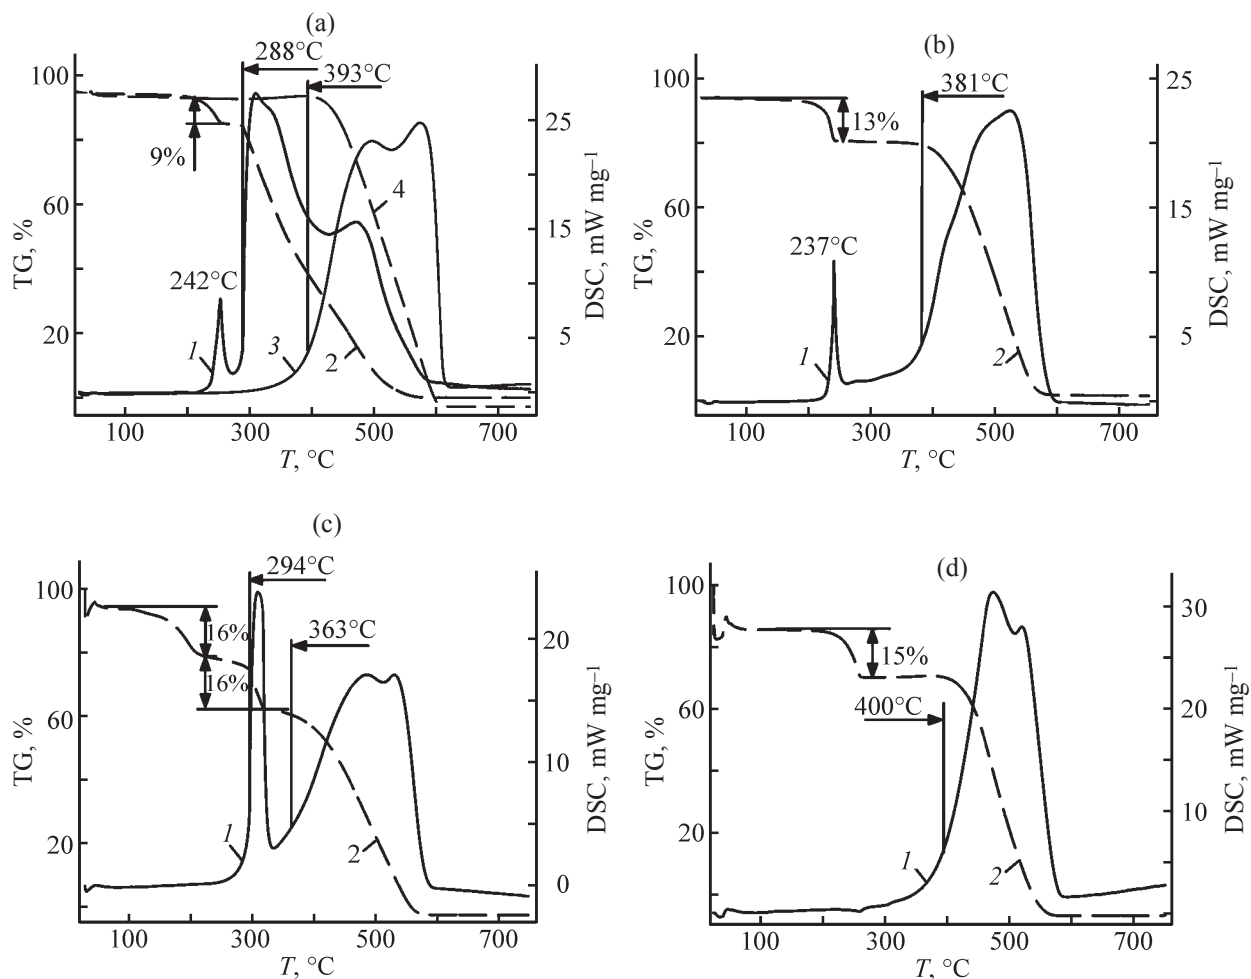 (a)
288°C
393°C
100
60
20
TG, %
9%
242°C
1
3
2
4
25
15
5
DSC, mW mg–1
100
300
500
700
T, °C
(b)
381°C
13%
237°C
100
60
20
TG, %
1
2
25
15
5
DSC, mW mg–1
100
300
500
700
T, °C
(c)
294°C
363°C
16%
16%
100
60
20
TG, %
1
2
20
10
0
DSC, mW mg–1
100
300
500
700
T, °C
(d)
15%
400°C
100
60
20
TG, %
1
2
30
20
10
DSC, mW mg–1
100
300
500
700
T, °C